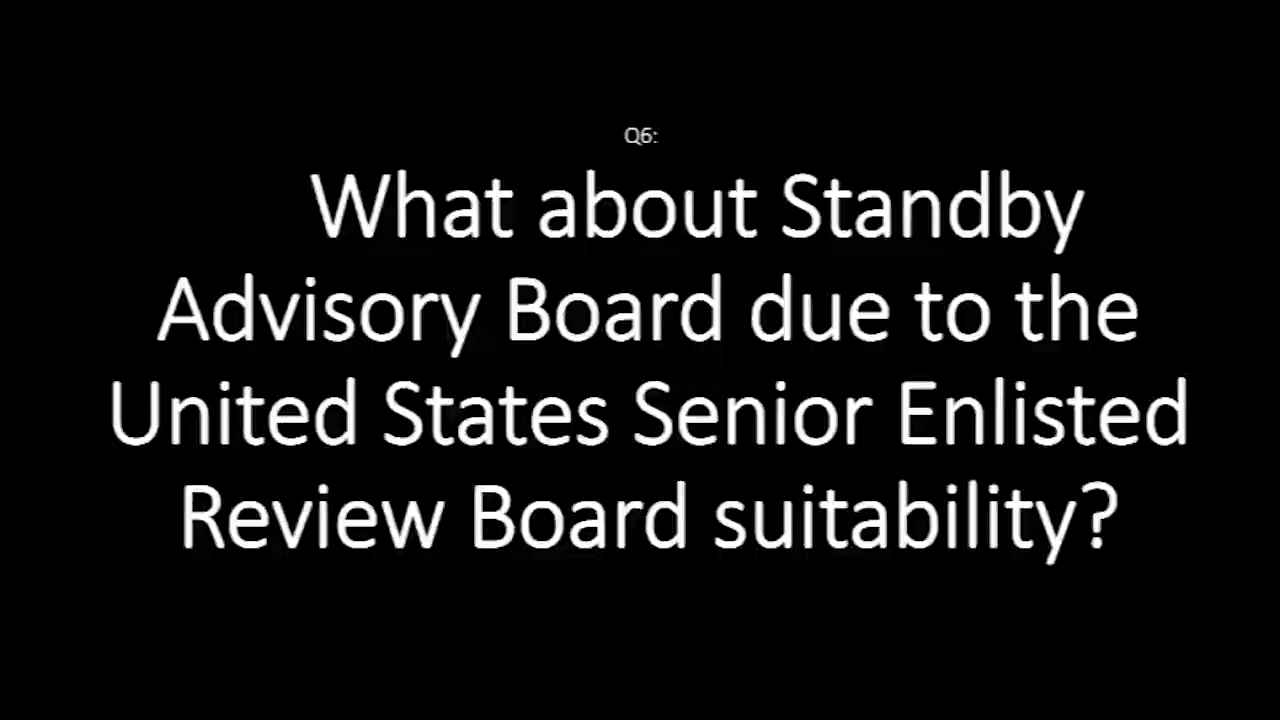 Q6:
What about Standby
Advisory Board due to the
United States Senior Enlisted
Review Board suitability?